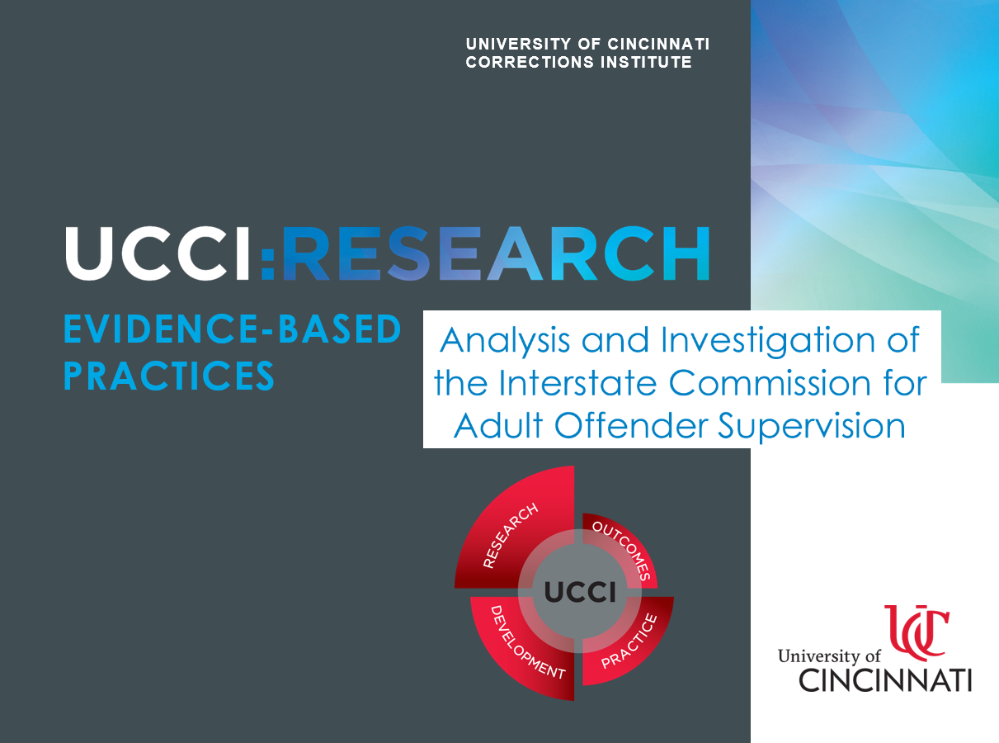 UNIVERSITY OF CINCINNATI
CORRECTIONS INSTITUTE
UCCI:RESEARCH
EVIDENCE-BASED
PRACTICES
Analysis and Investigation of
the Interstate Commission for
Adult Offender Supervision
RESEARCH
OUTCOMES
UCCI
DEVELOPMENT
PRACTICE
UC
University of
CINCINNATI